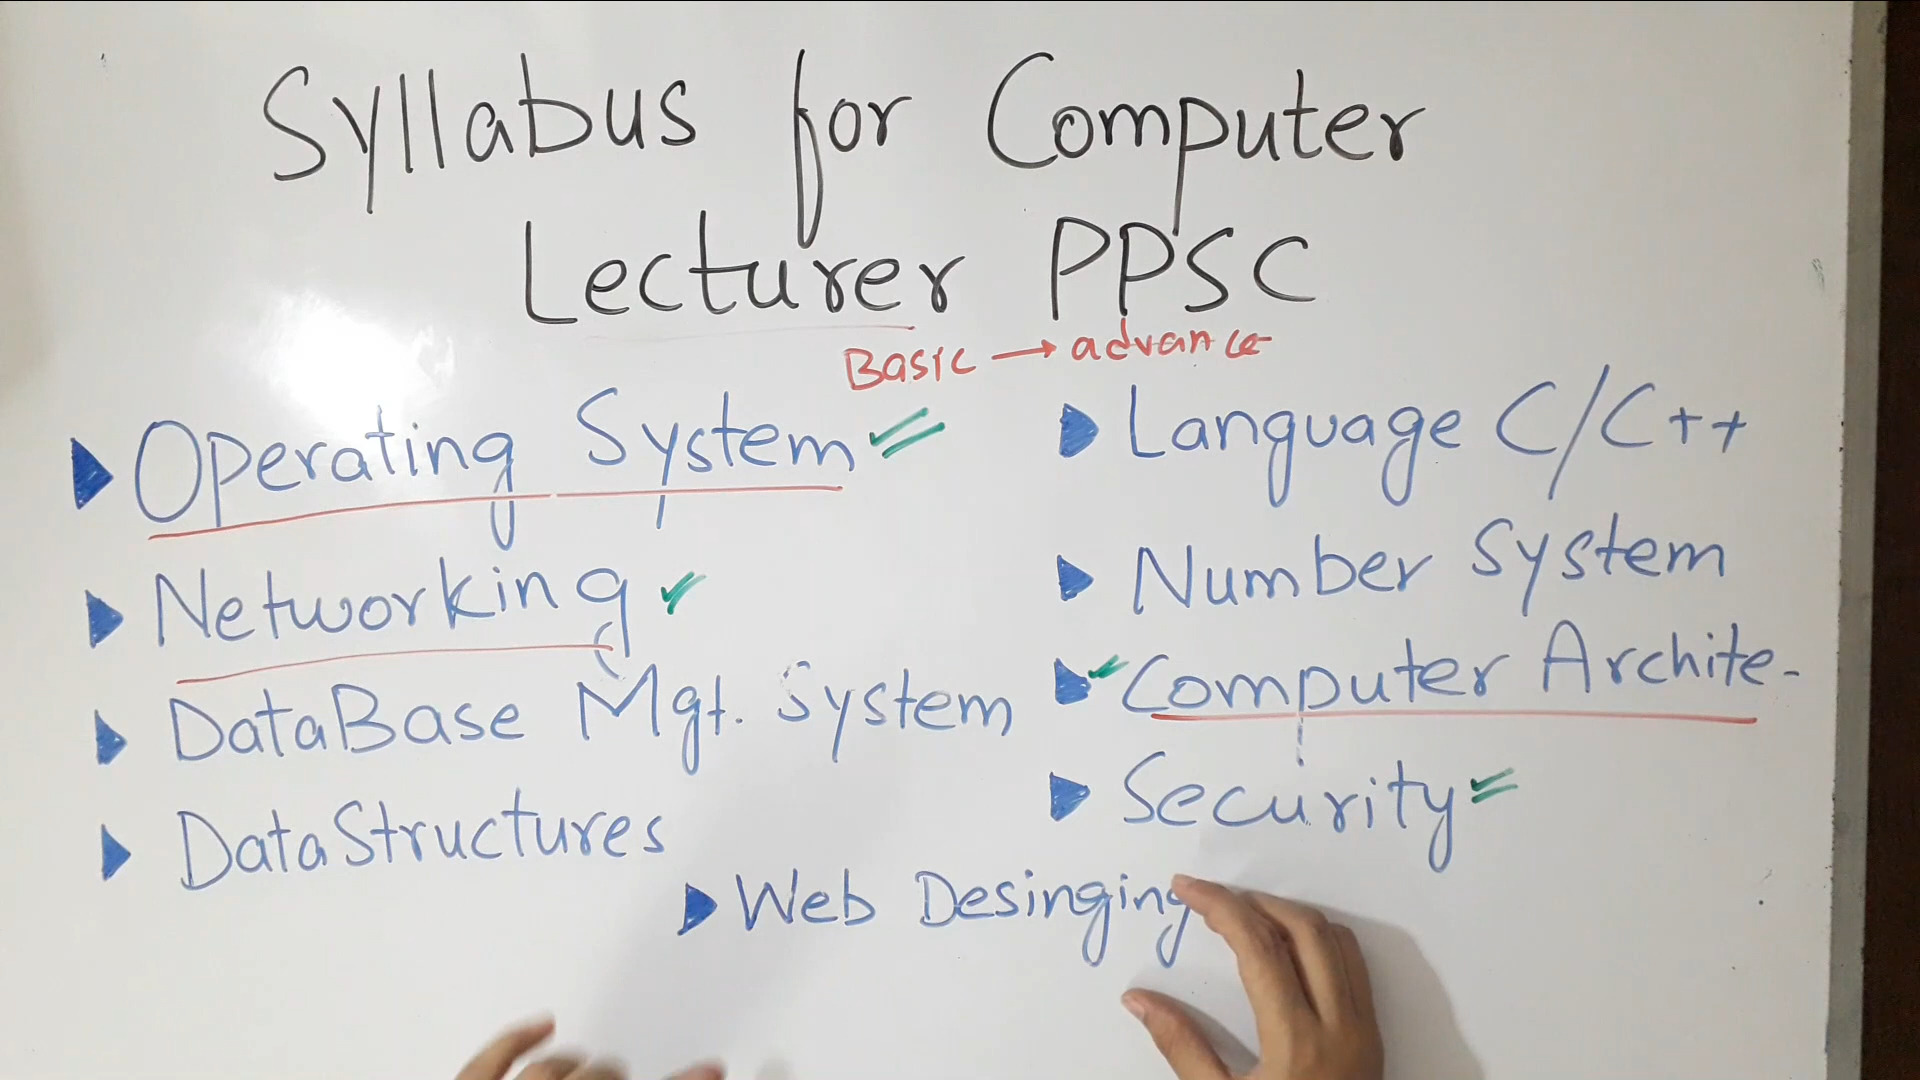 Syllabus for Computer
Lecturer PPSC
Basic → advance
Operating System
Networking
DataBase Mgt. System
DataStructures
Language C/C++
Number System
Computer Archite-
Security
Web Desinging